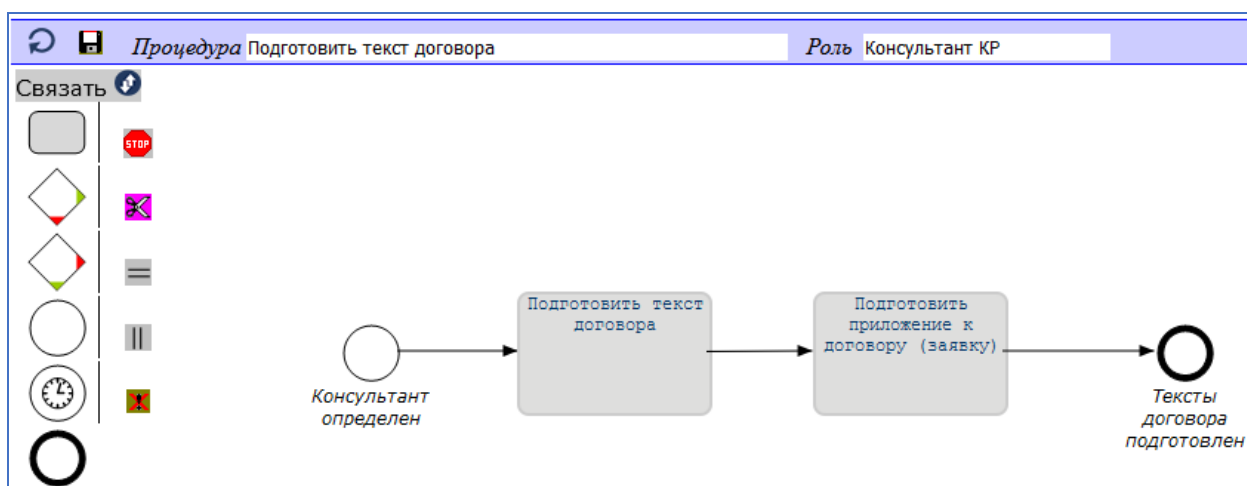 Процедура Подготовить текст договора Роль Консультант КР
Связать
STOP
Подготовить текст
договора
Подготовить
приложение к
договору (заявку)
Консультант
определен
Тексты
договора
подготовлен